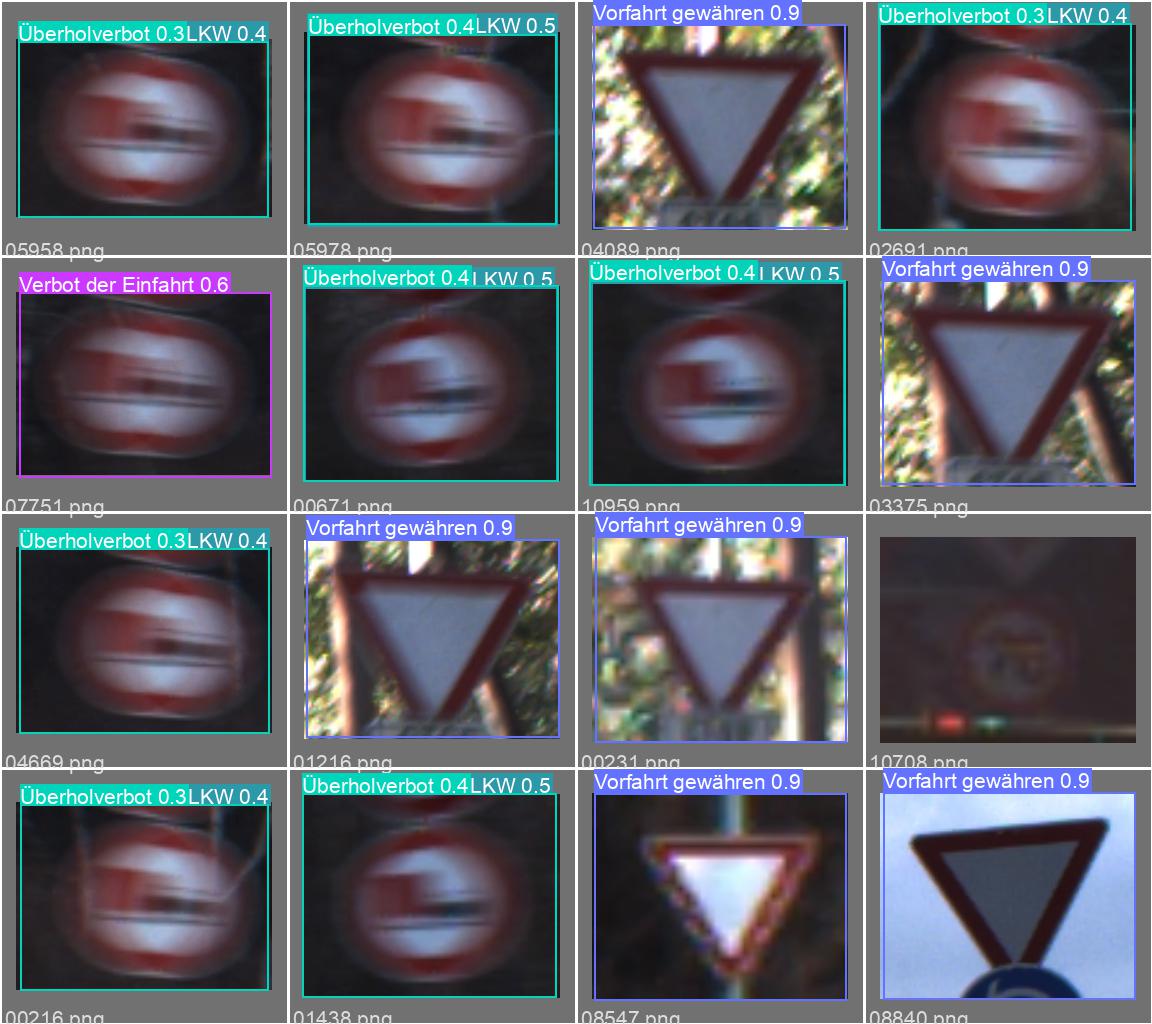 Überholverbot 0.3LKW 0.4
Überholverbot 0.4LKW 0.5
Vorfahrt gewähren 0.9
Überholverbot 0.3LKW 0.4
05958.png
05978.png
04089.png
02691.png
Verbot der Einfahrt 0.6
Überholverbot 0.4LKW 0.5
Überholverbot 0.4LKW 0.5
Vorfahrt gewähren 0.9
07751.png
00671.png
10959.png
03375.png
Überholverbot 0.3LKW 0.4
Vorfahrt gewähren 0.9
Vorfahrt gewähren 0.9
04669.png
01216.png
00231.png
10708.png
Überholverbot 0.3LKW 0.4
Überholverbot 0.4LKW 0.5
Vorfahrt gewähren 0.9
Vorfahrt gewähren 0.9
00216.png
01438.png
08547.png
08840.png